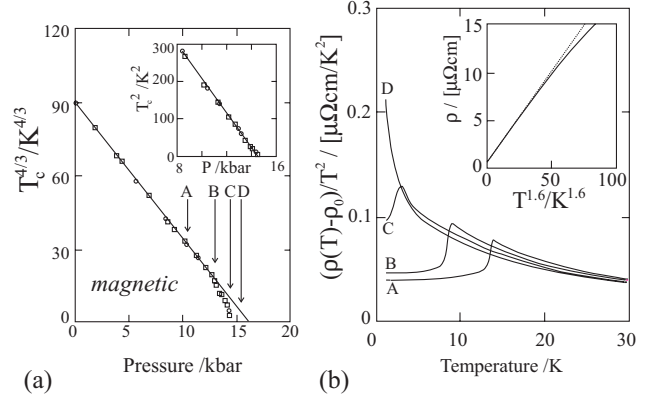 120
90
60
30
0
0
5
10
15
20
T_c^{4/3}/K^{4/3}
Pressure /kbar
magnetic
A
B
C
D
300
200
100
0
8
16
T_c^2 / K^2
P /kbar
(a)
0.3
0.2
0.1
0
0
10
20
30
(ρ(T)-ρ_0)/T^2 / [μΩcm/K^2]
Temperature /K
D
C
B
A
15
10
5
0
0
50
100
ρ / [μΩcm]
T^{1.6}/K^{1.6}
(b)